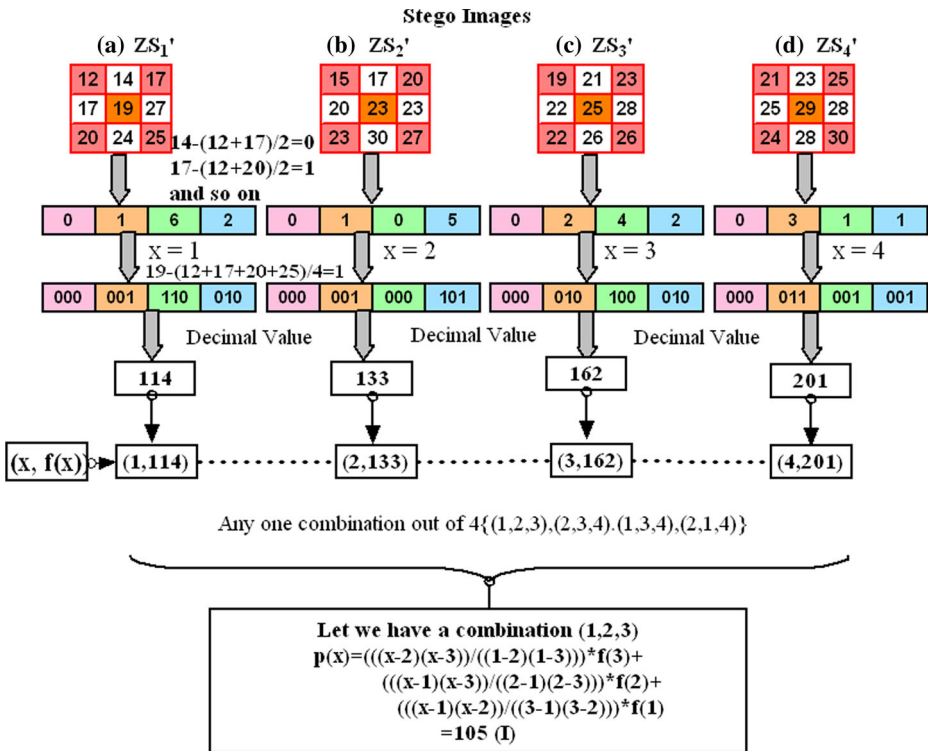 Stego Images
(a) ZS1' (b) ZS2' (c) ZS3' (d) ZS4'
12 14 17 15 17 20 19 21 23 21 23 25
17 19 27 20 23 23 22 25 28 25 29 28
20 24 25 23 30 27 22 26 26 24 28 30
14-(12+17)/2=0
17-(12+20)/2=1
and so on
0 1 6 2 0 1 0 5 0 2 4 2 0 3 1 1
x = 1 x = 2 x = 3 x = 4
19-(12+17+20+25)/4=1
000 001 110 010 000 001 000 101 000 010 100 010 000 011 001 001
Decimal Value Decimal Value Decimal Value
114 133 162 201
(x, f(x)) (1,114) (2,133) (3,162) (4,201)
Any one combination out of 4{(1,2,3),(2,3,4).(1,3,4),(2,1,4)}
Let we have a combination (1,2,3)
p(x)=(((x-2)(x-3))/((1-2)(1-3)))*f(3)+
(((x-1)(x-3))/((2-1)(2-3)))*f(2)+
(((x-1)(x-2))/((3-1)(3-2)))*f(1)
=105 (I)